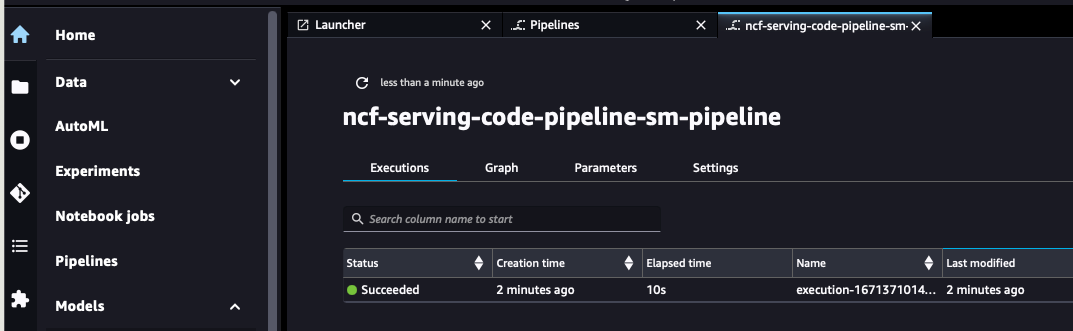 Launcher
Pipelines
ncf-serving-code-pipeline-sm-
Home
Data
AutoML
Experiments
Notebook jobs
Pipelines
Models
less than a minute ago
ncf-serving-code-pipeline-sm-pipeline
Executions Graph Parameters Settings
Search column name to start
Status Creation time Elapsed time Name Last modified
Succeeded 2 minutes ago 10s execution-1671371014... 2 minutes ago